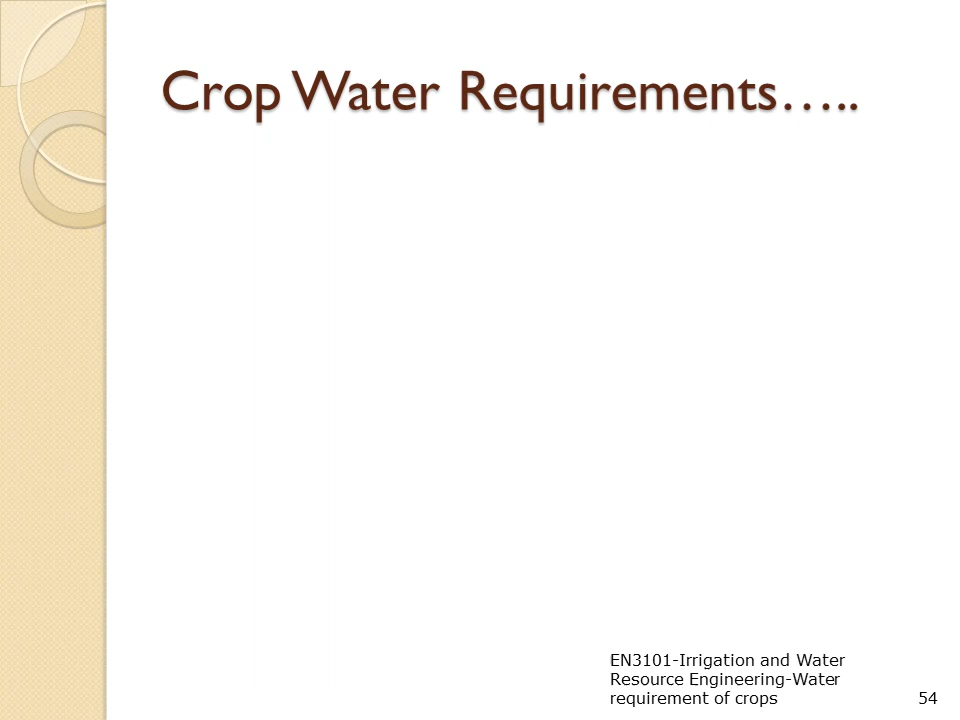 Crop Water Requirements…..
EN3101-Irrigation and Water
Resource Engineering-Water
requirement of crops
54